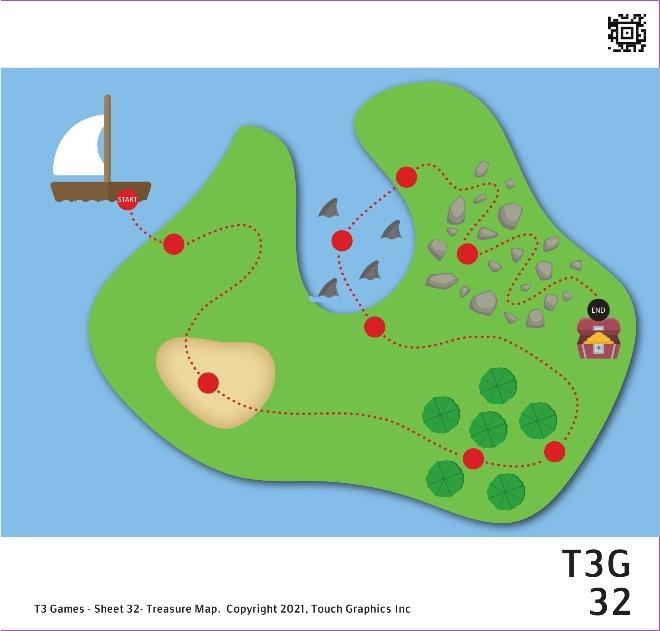 START
END
T3G
32
T3 Games - Sheet 32- Treasure Map. Copyright 2021, Touch Graphics Inc